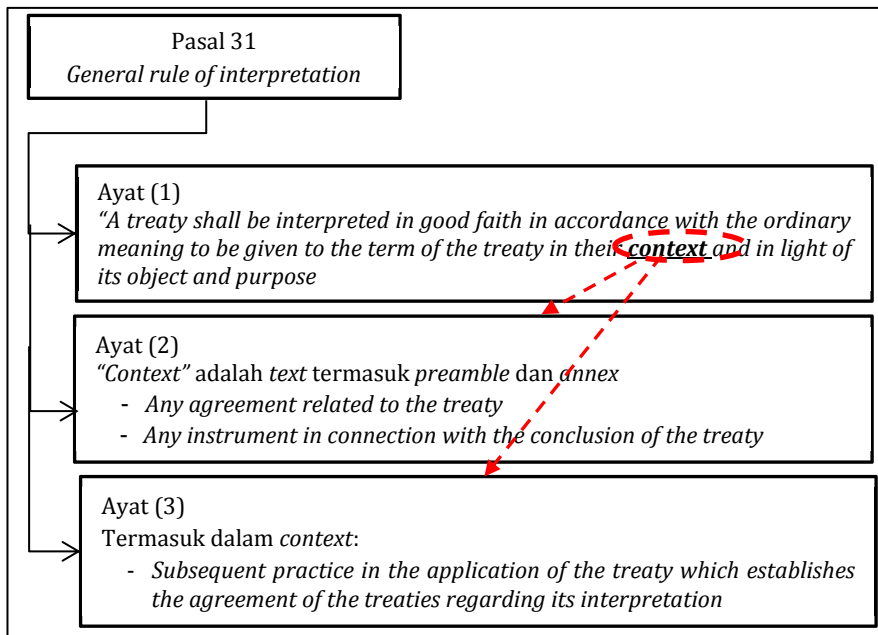 Pasal 31
General rule of interpretation
Ayat (1)
“A treaty shall be interpreted in good faith in accordance with the ordinary
meaning to be given to the term of the treaty in their context and in light of
its object and purpose
Ayat (2)
“Context” adalah text termasuk preamble dan annex
- Any agreement related to the treaty
- Any instrument in connection with the conclusion of the treaty
Ayat (3)
Termasuk dalam context:
- Subsequent practice in the application of the treaty which establishes
the agreement of the treaties regarding its interpretation